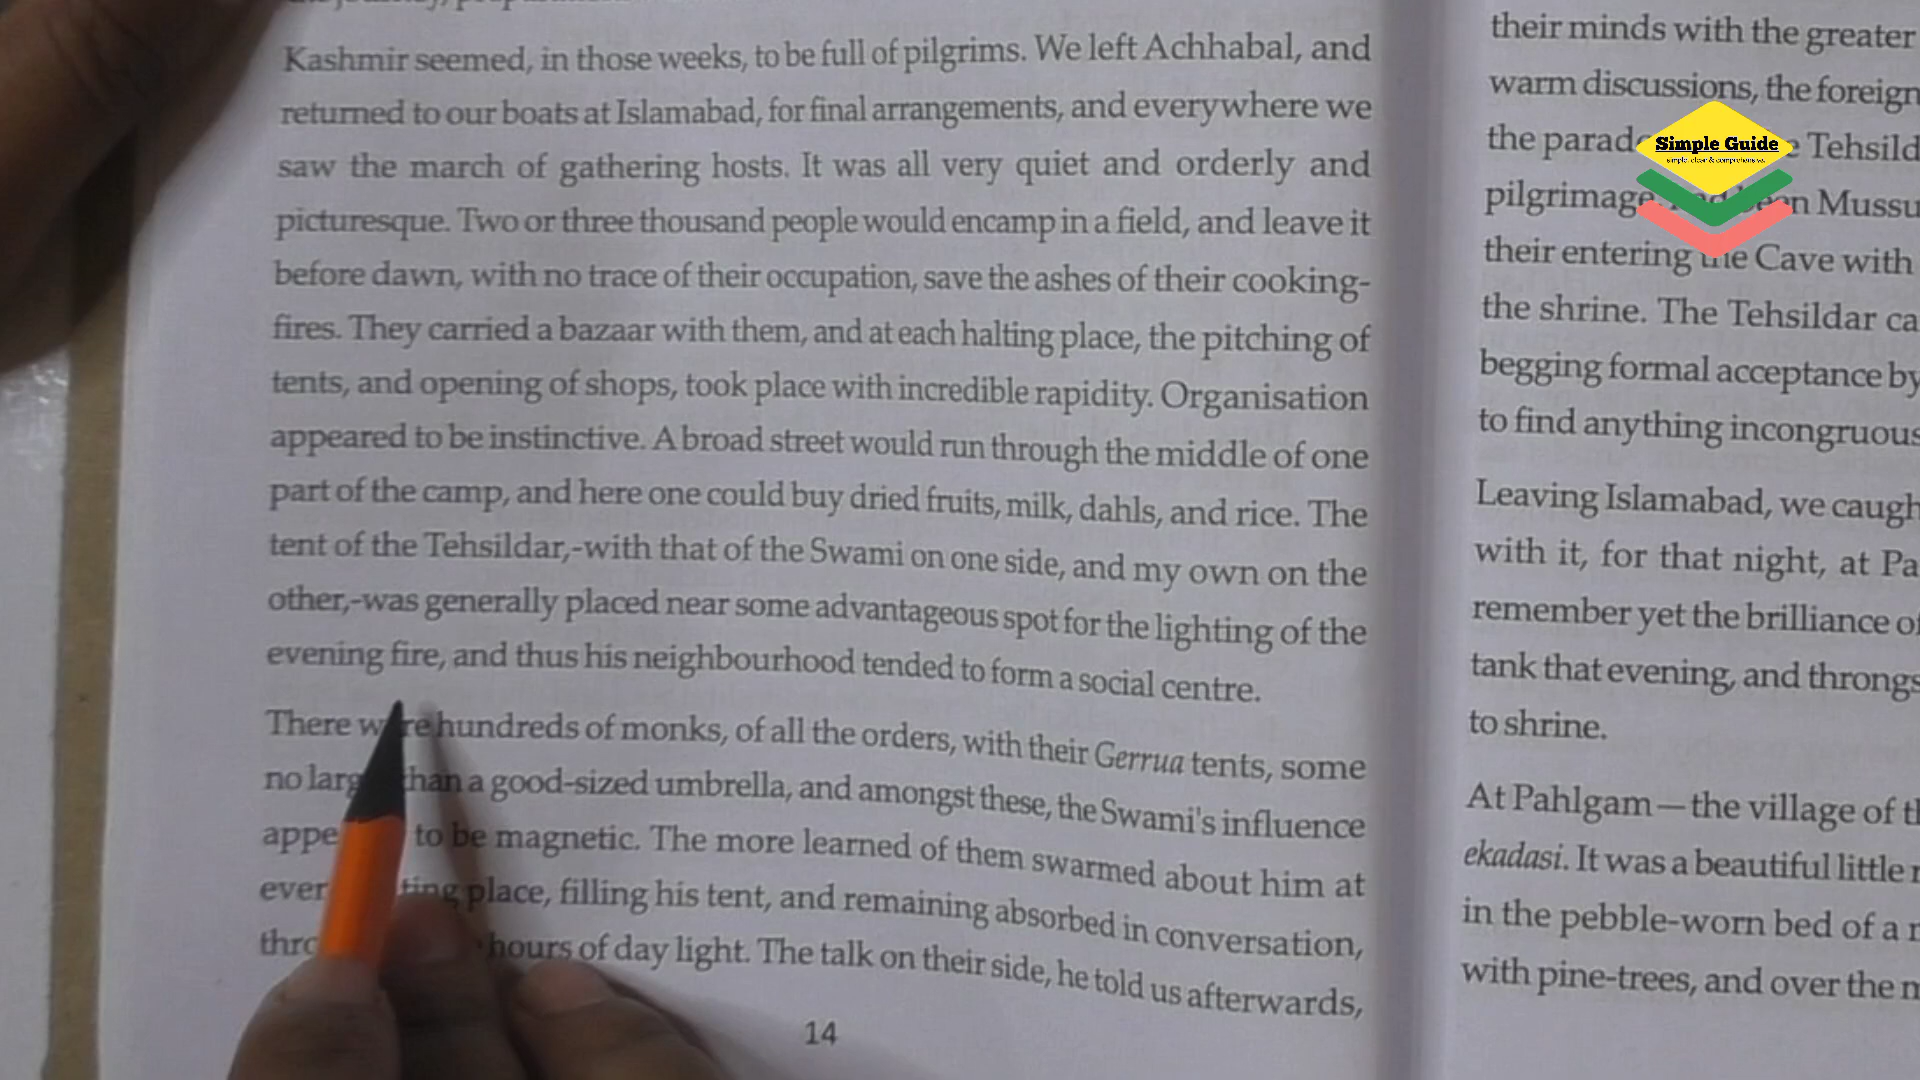 Kashmir seemed, in those weeks, to be full of pilgrims. We left Achhabal, and
returned to our boats at Islamabad, for final arrangements, and everywhere we
saw the march of gathering hosts. It was all very quiet and orderly and
picturesque. Two or three thousand people would encamp in a field, and leave it
before dawn, with no trace of their occupation, save the ashes of their cooking-
fires. They carried a bazaar with them, and at each halting place, the pitching of
tents, and opening of shops, took place with incredible rapidity. Organisation
appeared to be instinctive. A broad street would run through the middle of one
part of the camp, and here one could buy dried fruits, milk, dahls, and rice. The
tent of the Tehsildar,-with that of the Swami on one side, and my own on the
other,-was generally placed near some advantageous spot for the lighting of the
evening fire, and thus his neighbourhood tended to form a social centre.
There were hundreds of monks, of all the orders, with their Gerrua tents, some
no than a good-sized umbrella, and amongst these, the Swami's influence
to be magnetic. The more learned of them swarmed about him at
place, filling his tent, and remaining absorbed in conversation,
hours of day light. The talk on their side, he told us afterwards,
14
their minds with the greater
warm discussions, the foreign
the Tehsild
pilgrimage Mussu
their entering the Cave with
the shrine. The Tehsildar ca
begging formal acceptance by
to find anything incongruous
Leaving Islamabad, we caugh
with it, for that night, at Pa
remember yet the brilliance of
tank that evening, and throngs
to shrine.
At Pahlgam—the village of th
ekadasi. It was a beautiful little
in the pebble-worn bed of a
with pine-trees, and over the
Simple Guide
simple, clear & comprehensive.